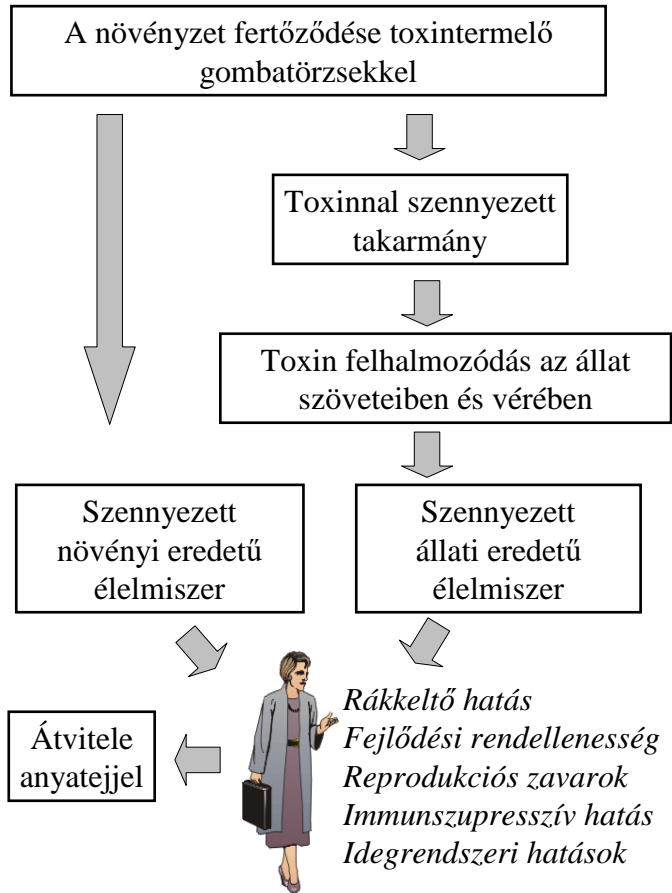 A növényzet fertőződése toxintermelő
gombatörzsekkel
Toxinnal szennyezett
takarmány
Toxin felhalmozódás az állat
szöveteiben és vérében
Szennyezett
növényi eredetű
élelmiszer
Szennyezett
állati eredetű
élelmiszer
Rákkeltő hatás
Fejlődési rendellenesség
Reprodukciós zavarok
Immunszupresszív hatás
Idegrendszeri hatások
Átvitele
anyatejjel